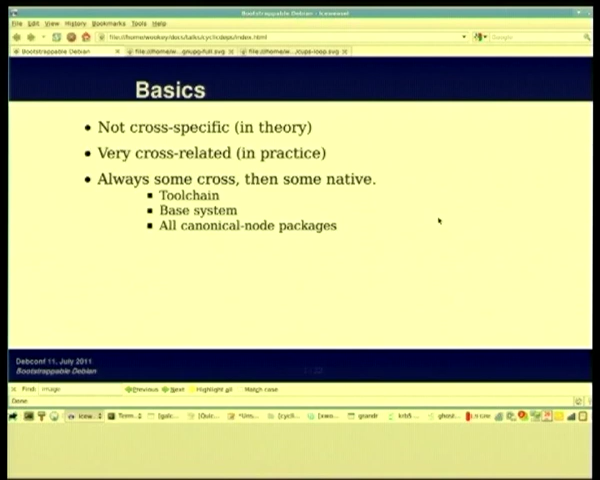 Bootstrappable Debian - Iceweasel
File Edit View History Bookmarks Tools Help
file:///home/wookey/docs/talks/cyclicdeps/index.html
Google
Bootstrappable Debian
file:///home/w...gnupg-full.svg
file:///home/w.../cups-loop.svg
Basics
• Not cross-specific (in theory)
• Very cross-related (in practice)
• Always some cross, then some native.
▪ Toolchain
▪ Base system
▪ All canonical-node packages
Debconf 11, July 2011
Bootstrappable Debian
Find: image Previous Next Highlight all Match case
Done